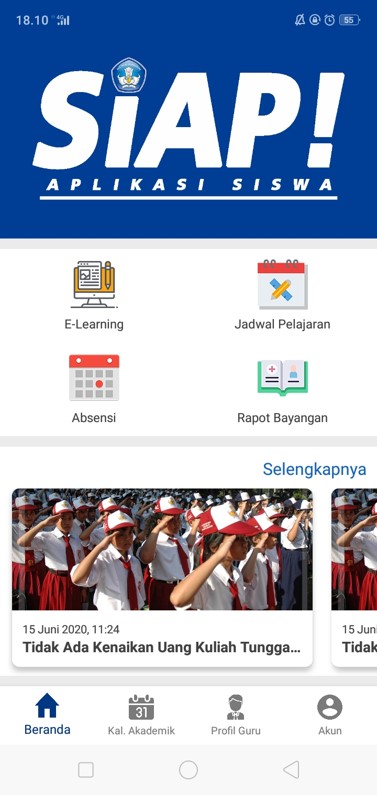 18.10
4G
55
SiAP!
APLIKASI SISWA
E-Learning
Jadwal Pelajaran
Absensi
Rapot Bayangan
Selengkapnya
15 Juni 2020, 11:24
Tidak Ada Kenaikan Uang Kuliah Tungga...
15 Juni
Tidak
31
Beranda
Kal. Akademik
Profil Guru
Akun